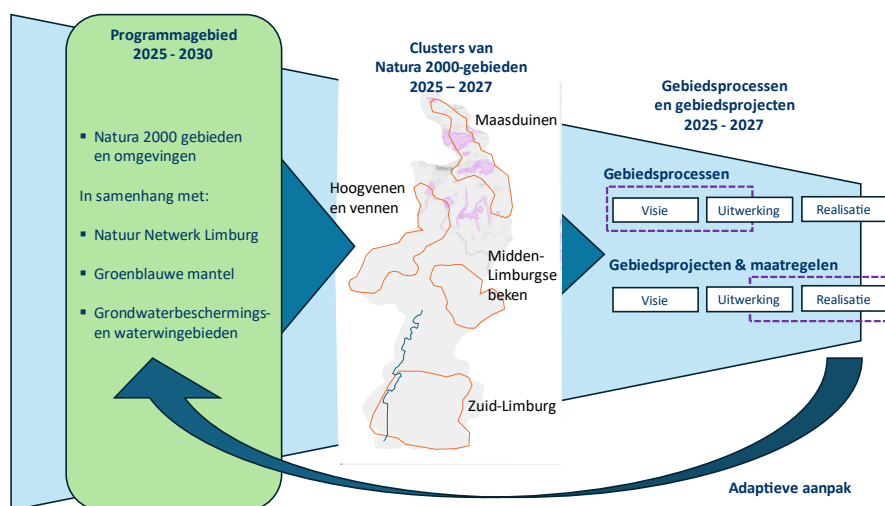 Programmagebied
2025 - 2030
Natura 2000 gebieden
en omgevingen
In samenhang met:
Natuur Netwerk Limburg
Groenblauwe mantel
Grondwaterbeschermings-
en waterwingebieden
Clusters van
Natura 2000-gebieden
2025 – 2027
Maasduinen
Hoogvenen
en vennen
Midden-
Limburgse
beken
Zuid-Limburg
Gebiedsprocessen
en gebiedsprojecten
2025 - 2027
Gebiedsprocessen
Visie
Uitwerking
Realisatie
Gebiedsprojecten & maatregelen
Visie
Uitwerking
Realisatie
Adaptieve aanpak